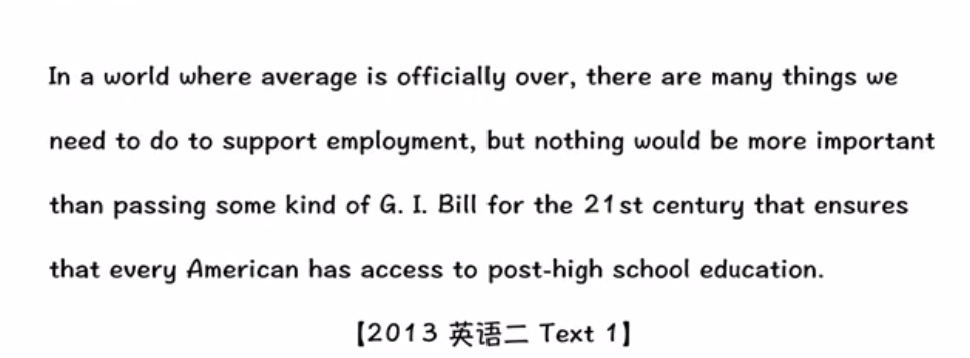 In a world where average is officially over, there are many things we
need to do to support employment, but nothing would be more important
than passing some kind of G. I. Bill for the 21st century that ensures
that every American has access to post-high school education.
【2013 英语二 Text 1】